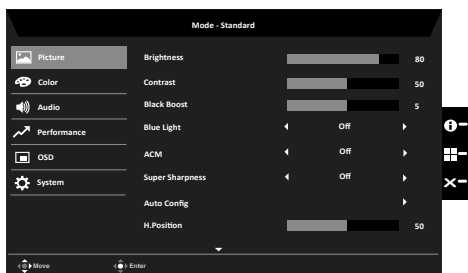 Mode - Standard
Picture
Color
Audio
Performance
OSD
System
Brightness 80
Contrast 50
Black Boost 5
Blue Light Off
ACM Off
Super Sharpness Off
Auto Config
H.Position 50
Move Enter